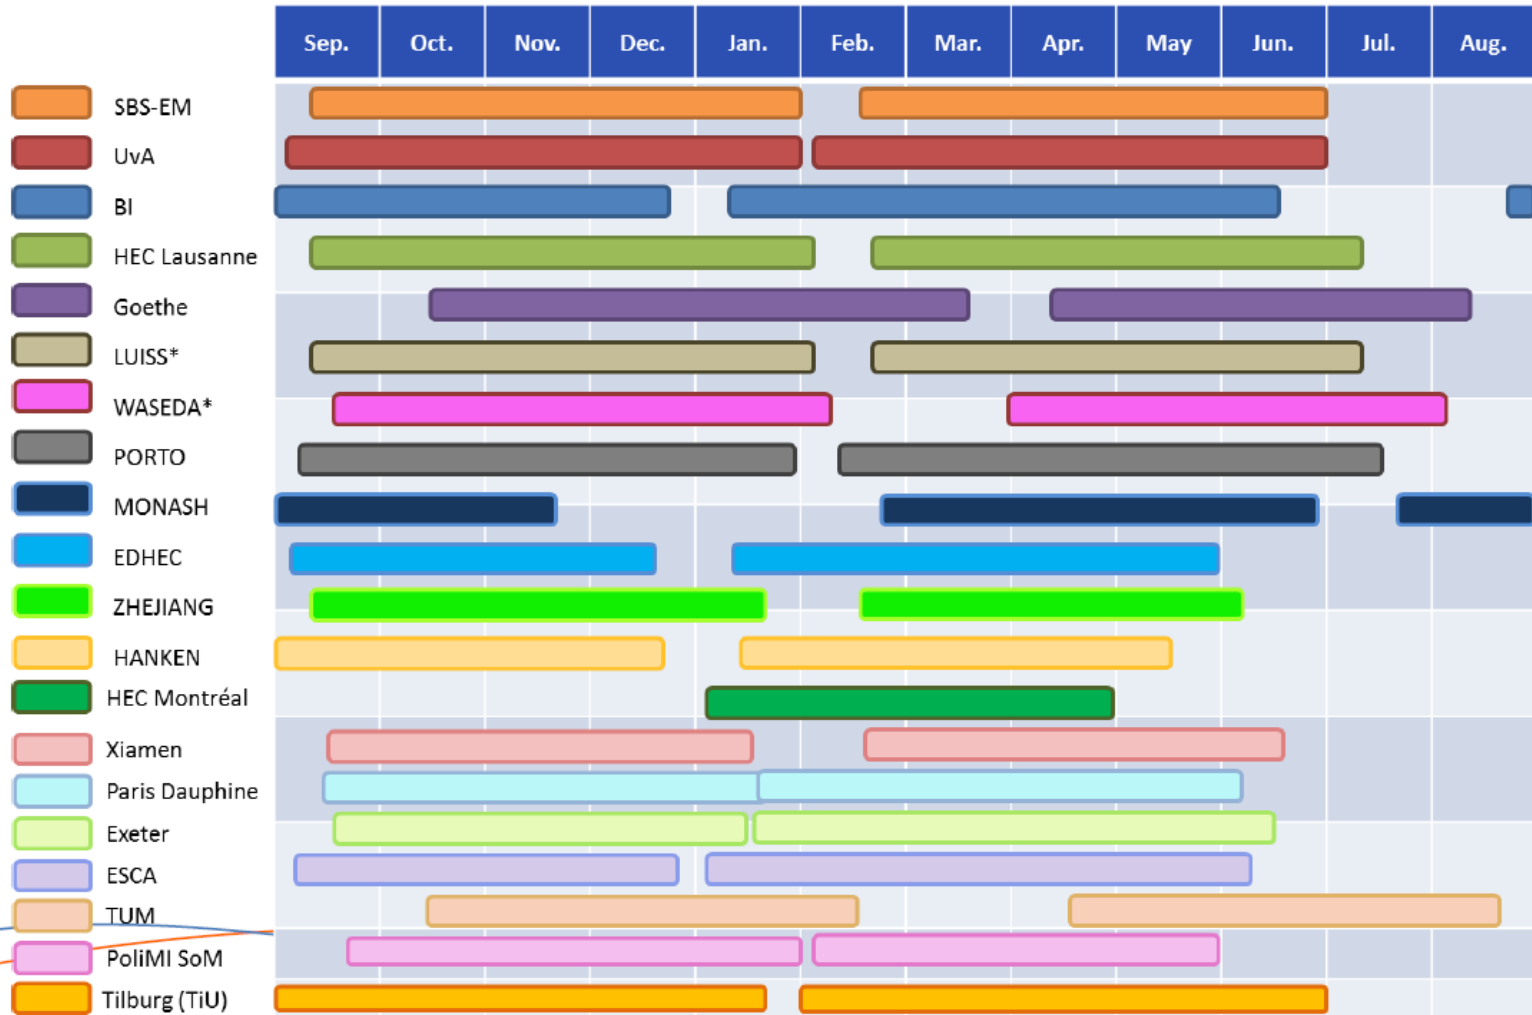 Sep. Oct. Nov. Dec. Jan. Feb. Mar. Apr. May Jun. Jul. Aug.
SBS-EM
UvA
BI
HEC Lausanne
Goethe
LUISS*
WASEDA*
PORTO
MONASH
EDHEC
ZHEJIANG
HANKEN
HEC Montréal
Xiamen
Paris Dauphine
Exeter
ESCA
TUM
PoliMI SoM
Tilburg (TiU)